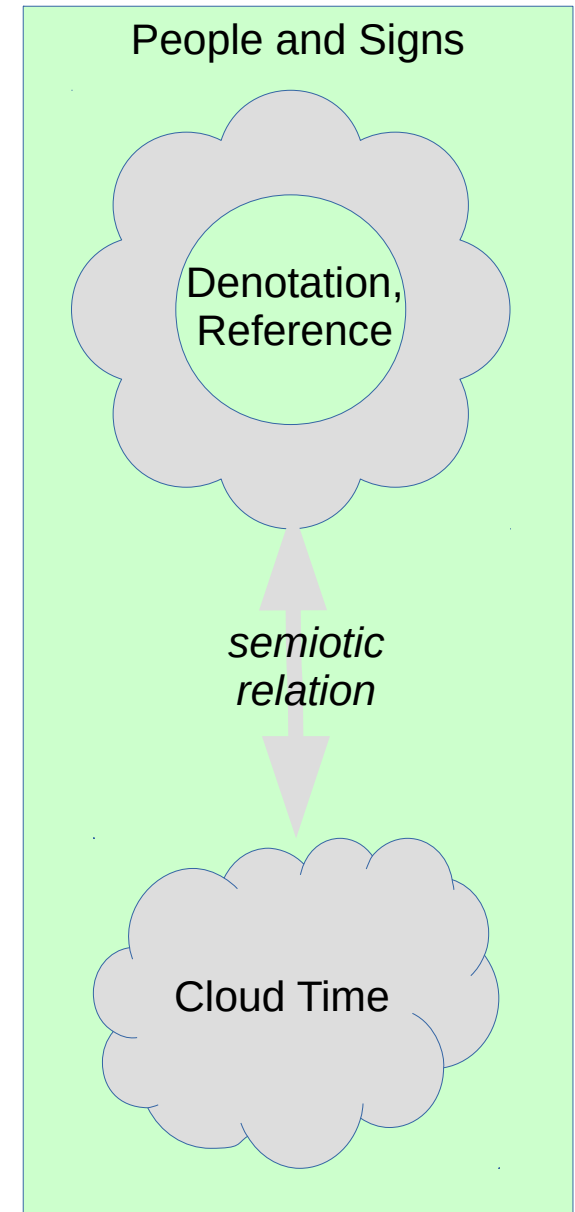 People and Signs
Denotation,
Reference
semiotic
relation
Cloud Time